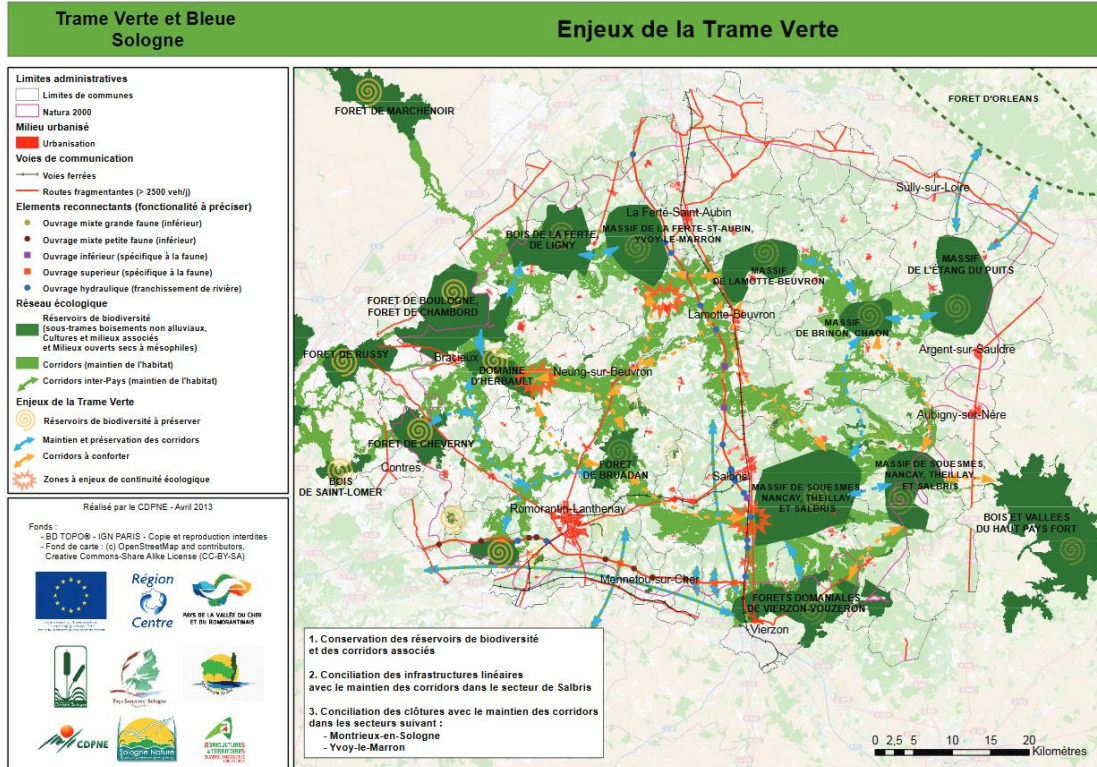 Trame Verte et Bleue
Sologne
Enjeux de la Trame Verte
Limites administratives
Limites de communes
Natura 2000
Milieu urbanisé
Urbanisation
Voies de communication
Voies ferrées
Routes fragmentantes (> 2500 veh/j)
Elements reconnectants (fonctionalité à préciser)
Ouvrage mixte grande faune (inférieur)
Ouvrage mixte petite faune (inférieur)
Ouvrage inférieur (spécifique à la faune)
Ouvrage superieur (spécifique à la faune)
Ouvrage hydraulique (franchissement de rivière)
Réseau écologique
Réservoirs de biodiversité
(sous-trames boisements non alluviaux,
Cultures et milieux associés
et Milieux ouverts secs à mésophiles)
Corridors (maintien de l'habitat)
Corridors inter-Pays (maintien de l'habitat)
Enjeux de la Trame Verte
Réservoirs de biodiversité à préserver
Maintien et préservation des corridors
Corridors à conforter
Zones à enjeux de continuité écologique
Réalisé par le CDPNE - Avril 2013
Fonds :
- BD TOPO® - IGN PARIS - Copie et reproduction interdites
- Fond de carte : (c) OpenStreetMap and contributors,
Creative Commons-Share Alike License (CC-BY-SA)
Région
Centre
PAYS DE LA VALLÉE DU CHER
ET DU ROMORANTINAIS
CDPNE
Sologne Nature
AGRICULTURES
& TERRITOIRES
FORET DE MARCHENOIR
FORET D'ORLEANS
Sully-sur-Loire
La Ferté-Saint-Aubin
BOIS DE LA FERTE,
DE LIGNY
MASSIF DE LA FERTE-ST-AUBIN,
YVOY-LE-MARRON
MASSIF
DE L'ÉTANG DU PUITS
MASSIF
DE LAMOTTE-BEUVRON
FORET DE BOULOGNE,
FORET DE CHAMBORD
Lamotte-Beuvron
MASSIF
DE BRINON, CHAON
Argent-sur-Sauldre
FORET DE RUSSY
Bracieux
DOMAINE
D'HERBAULT
Neung-sur-Beuvron
Aubigny-sur-Nère
FORET DE CHEVERNY
Contres
BOIS
DE SAINT-LOMER
FORET
DE BRUADAN
Salbris
MASSIF DE SOUESMES,
NANCAY, THEILLAY
ET SALBRIS
MASSIF DE SOUESMES,
NANCAY, THEILLAY
ET SALBRIS
Romorantin-Lanthenay
BOIS ET VALLEES
DU HAUT PAYS FORT
Mennetou-sur-Cher
FORETS DOMANIALES
DE VIERZON-VOUZERON
Vierzon
1. Conservation des réservoirs de biodiversité
et des corridors associés
2. Conciliation des infrastructures linéaires
avec le maintien des corridors dans le secteur de Salbris
3. Conciliation des clôtures avec le maintien des corridors
dans les secteurs suivant :
- Montrieux-en-Sologne
- Yvoy-le-Marron
0 2,5 5 10 15 20
Kilomètres